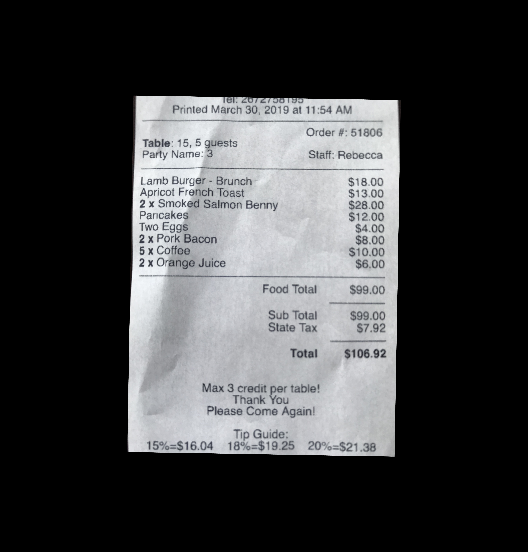 Tel: 2672758195
Printed March 30, 2019 at 11:54 AM
Order #: 51806
Table: 15, 5 guests
Party Name: 3 Staff: Rebecca
Lamb Burger - Brunch $18.00
Apricot French Toast $13.00
2 x Smoked Salmon Benny $28.00
Pancakes $12.00
Two Eggs $4.00
2 x Pork Bacon $8.00
5 x Coffee $10.00
2 x Orange Juice $6.00
Food Total $99.00
Sub Total $99.00
State Tax $7.92
Total $106.92
Max 3 credit per table!
Thank You
Please Come Again!
Tip Guide:
15%=$16.04 18%=$19.25 20%=$21.38